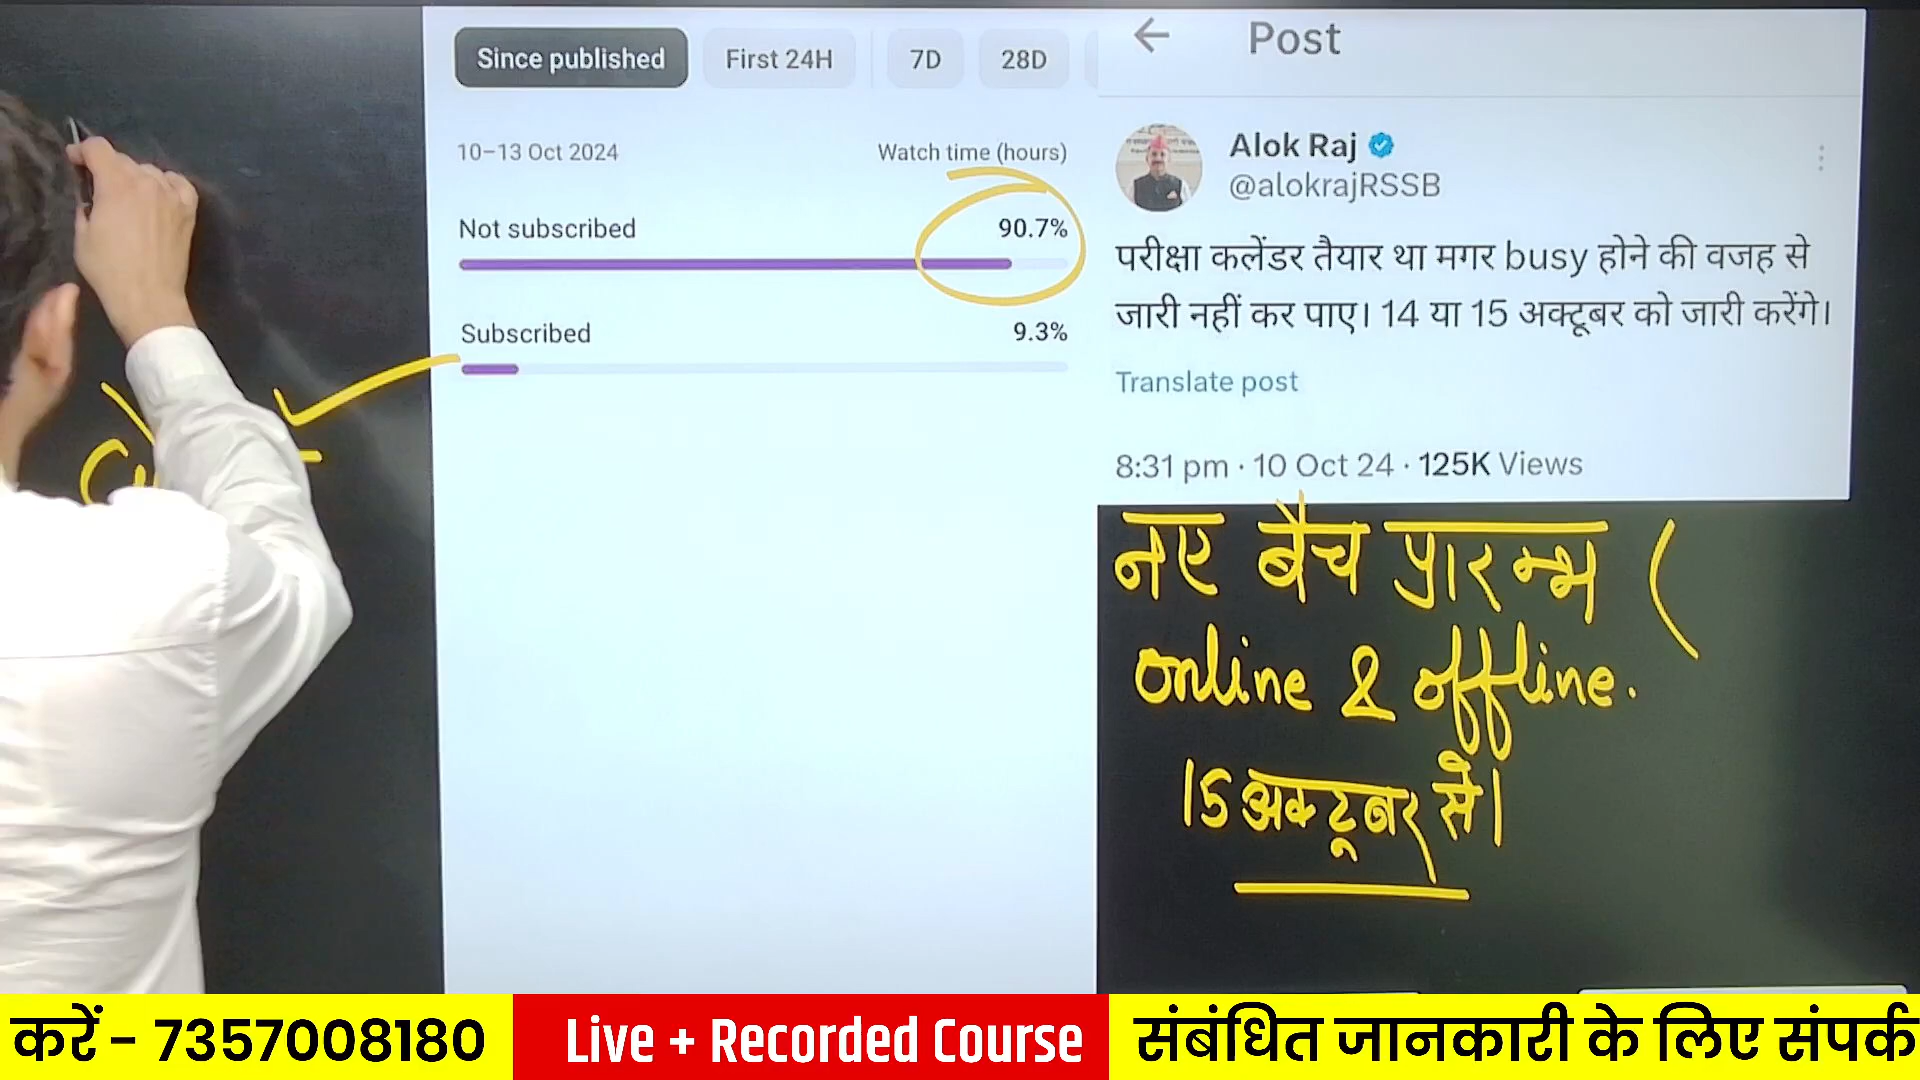 Since published First 24H 7D 28D
10–13 Oct 2024 Watch time (hours)
Not subscribed 90.7%
Subscribed 9.3%
Post
Alok Raj
@alokrajRSSB
परीक्षा कलेंडर तैयार था मगर busy होने की वजह से
जारी नहीं कर पाए। 14 या 15 अक्टूबर को जारी करेंगे।
Translate post
8:31 pm · 10 Oct 24 · 125K Views
नए बैच प्रारम्भ (
online & offline.
15 अक्टूबर से।
करें - 7357008180 Live + Recorded Course संबंधित जानकारी के लिए संपर्क